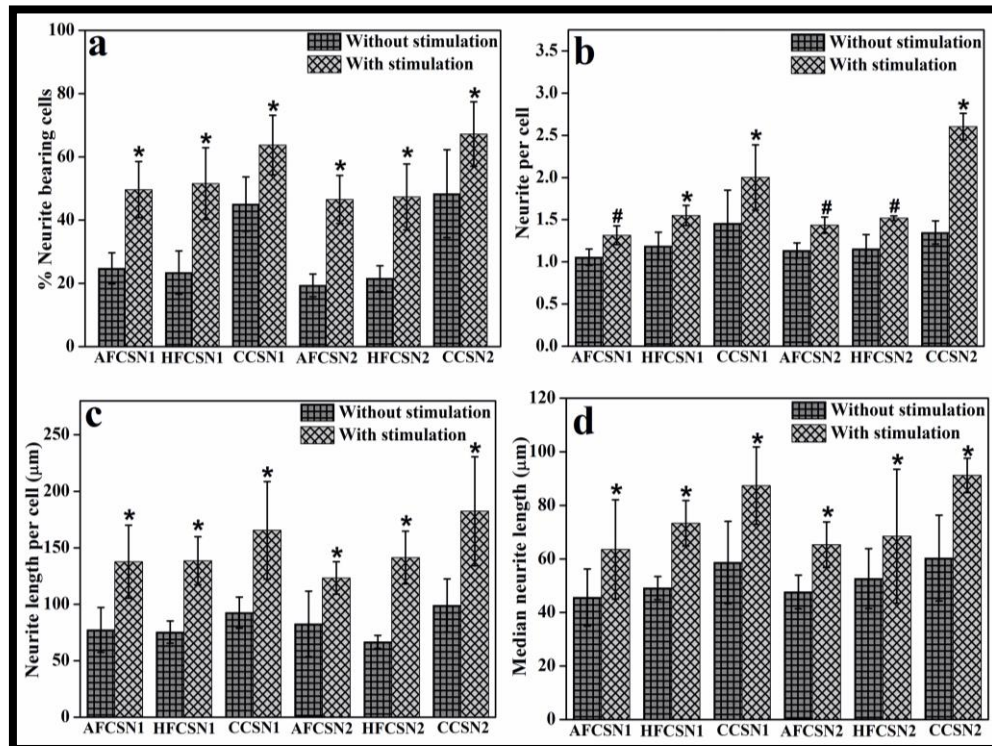 a
Without stimulation
With stimulation
% Neurite bearing cells
100
80
60
40
20
0
* * * * * *
AFCSN1 HFCSN1 CCSN1 AFCSN2 HFCSN2 CCSN2
b
Without stimulation
With stimulation
Neurite per cell
3.5
3.0
2.5
2.0
1.5
1.0
0.5
0.0
# * * # # *
AFCSN1 HFCSN1 CCSN1 AFCSN2 HFCSN2 CCSN2
c
Without stimulation
With stimulation
Neurite length per cell (μm)
250
200
150
100
50
0
* * * * * *
AFCSN1 HFCSN1 CCSN1 AFCSN2 HFCSN2 CCSN2
d
Without stimulation
With stimulation
Median neurite length (μm)
120
100
80
60
40
20
0
* * * * * *
AFCSN1 HFCSN1 CCSN1 AFCSN2 HFCSN2 CCSN2